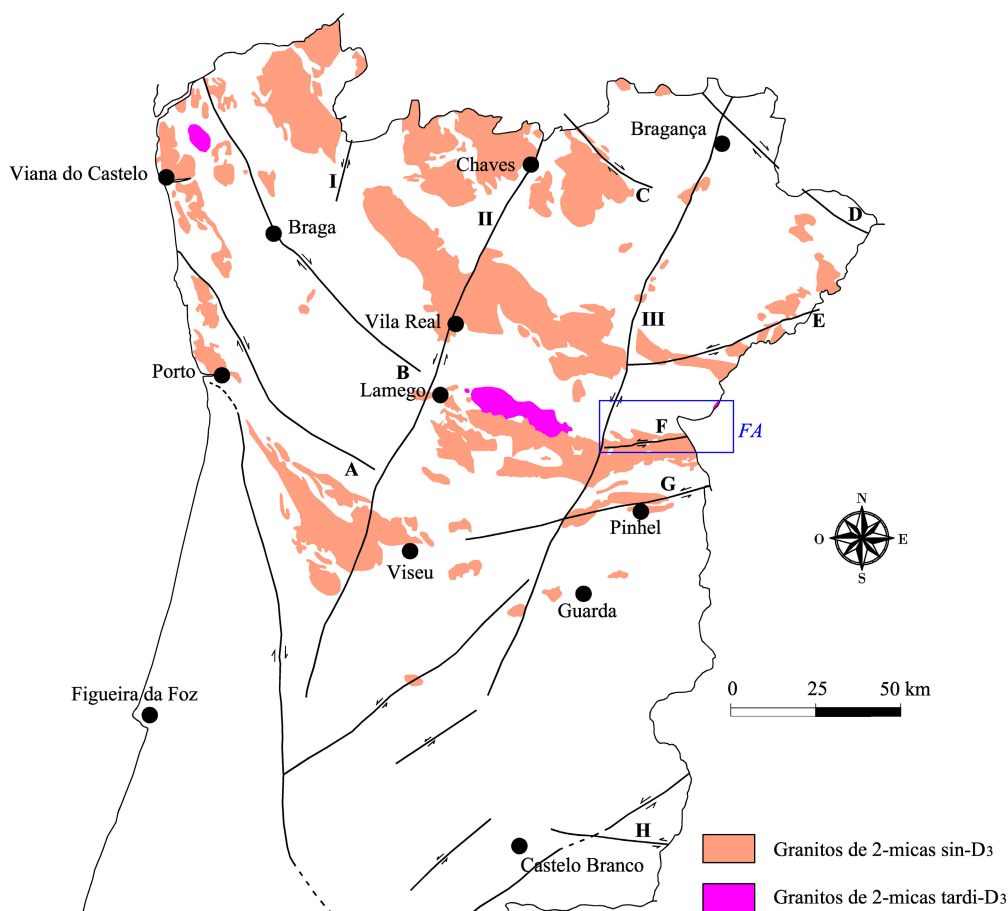 Bragança
Chaves
Viana do Castelo
I
C
II
D
Braga
Vila Real
III
E
B
Porto
Lamego
F
FA
A
G
N
Pinhel
O
E
Viseu
S
Guarda
Figueira da Foz
0 25 50 km
H
Castelo Branco
Granitos de 2-micas sin-D3
Granitos de 2-micas tardi-D3